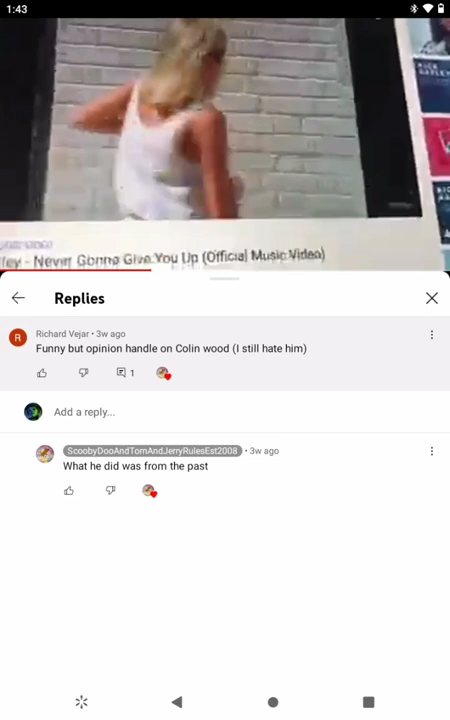 1:43
RICK
ASTLEY
ley - Never Gonna Give You Up (Official Music Video)
Replies
R
Richard Vejar • 3w ago
Funny but opinion handle on Colin wood (I still hate him)
1
Add a reply...
ScoobyDooAndTomAndJerryRulesEst2008 • 3w ago
What he did was from the past